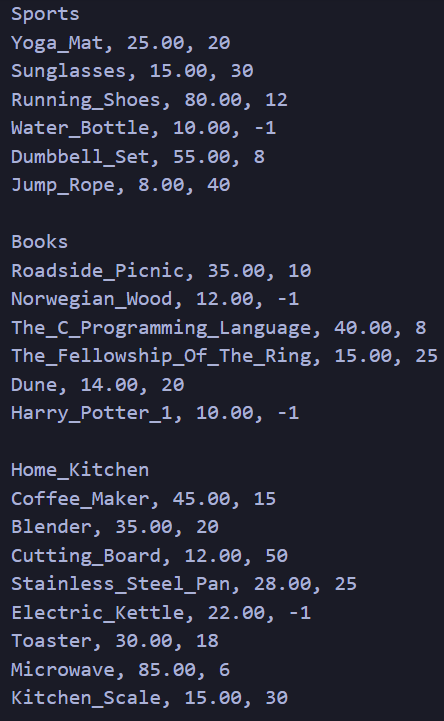 Sports
Yoga_Mat, 25.00, 20
Sunglasses, 15.00, 30
Running_Shoes, 80.00, 12
Water_Bottle, 10.00, -1
Dumbbell_Set, 55.00, 8
Jump_Rope, 8.00, 40

Books
Roadside_Picnic, 35.00, 10
Norwegian_Wood, 12.00, -1
The_C_Programming_Language, 40.00, 8
The_Fellowship_Of_The_Ring, 15.00, 25
Dune, 14.00, 20
Harry_Potter_1, 10.00, -1

Home_Kitchen
Coffee_Maker, 45.00, 15
Blender, 35.00, 20
Cutting_Board, 12.00, 50
Stainless_Steel_Pan, 28.00, 25
Electric_Kettle, 22.00, -1
Toaster, 30.00, 18
Microwave, 85.00, 6
Kitchen_Scale, 15.00, 30